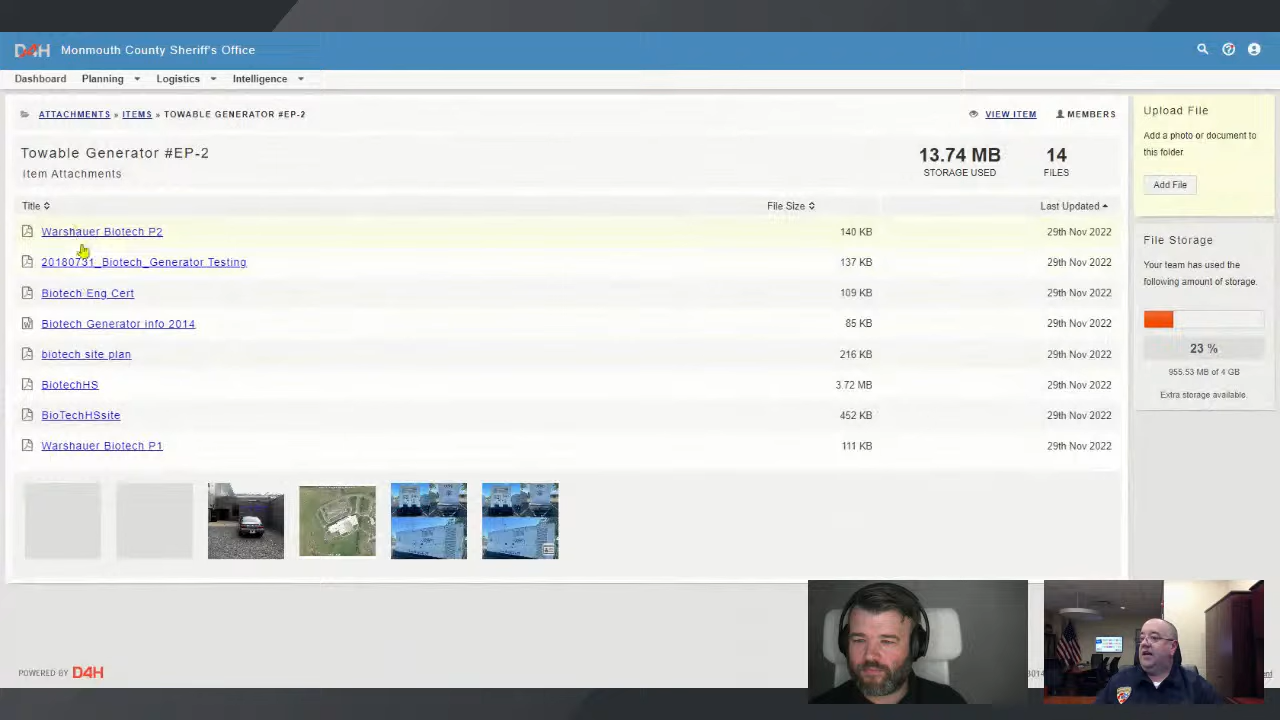 D4H Monmouth County Sheriff's Office
Dashboard Planning Logistics Intelligence
ATTACHMENTS » ITEMS » TOWABLE GENERATOR #EP-2 VIEW ITEM MEMBERS
Towable Generator #EP-2
Item Attachments
13.74 MB
STORAGE USED
14
FILES
Title File Size Last Updated
Warshauer Biotech P2 140 KB 29th Nov 2022
20180731_Biotech_Generator Testing 137 KB 29th Nov 2022
Biotech Eng Cert 109 KB 29th Nov 2022
Biotech Generator info 2014 85 KB 29th Nov 2022
biotech site plan 216 KB 29th Nov 2022
BiotechHS 3.72 MB 29th Nov 2022
BioTechHSsite 452 KB 29th Nov 2022
Warshauer Biotech P1 111 KB 29th Nov 2022
Upload File
Add a photo or document to
this folder.
Add File
File Storage
Your team has used the
following amount of storage.
23 %
955.53 MB of 4 GB
Extra storage available.
POWERED BY D4H